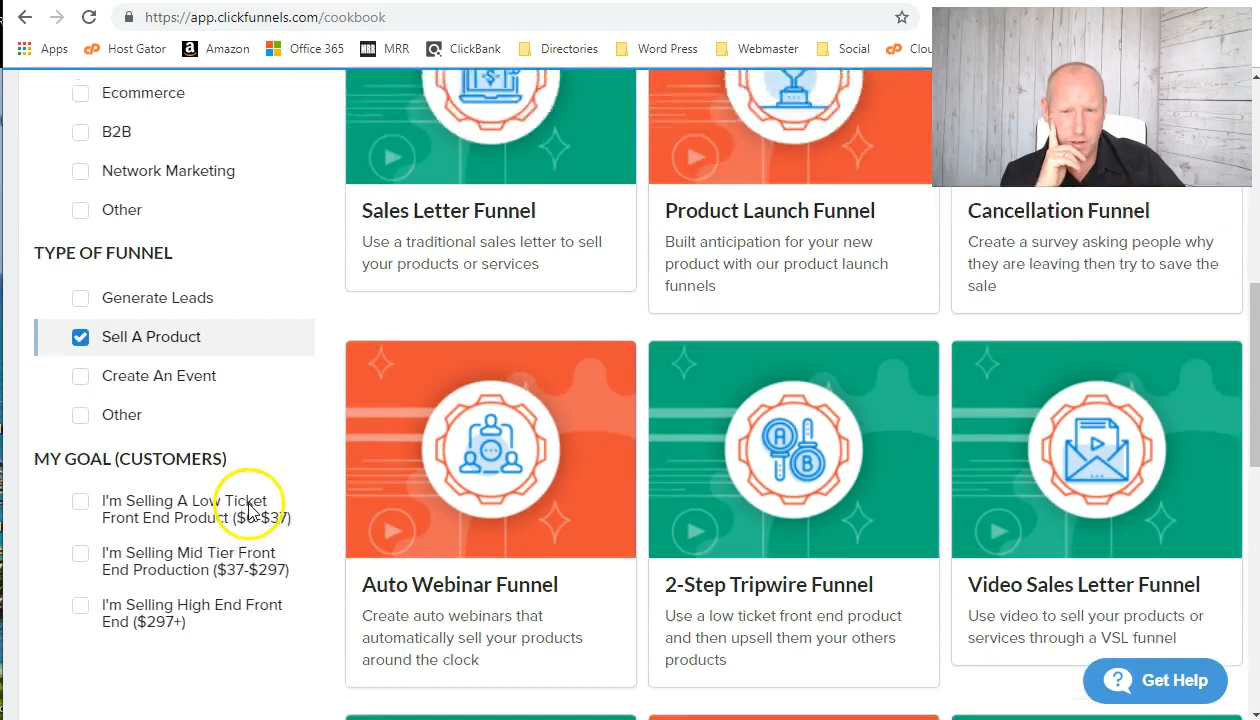 https://app.clickfunnels.com/cookbook
Apps
Host Gator
Amazon
Office 365
MRR
MRR
ClickBank
Directories
Word Press
Webmaster
Social
Clou
Ecommerce
B2B
Network Marketing
Other
TYPE OF FUNNEL
Generate Leads
Sell A Product
Create An Event
Other
MY GOAL (CUSTOMERS)
I'm Selling A Low Ticket
Front End Product ($0-$37)
I'm Selling Mid Tier Front
End Production ($37-$297)
I'm Selling High End Front
End ($297+)
Sales Letter Funnel
Use a traditional sales letter to sell
your products or services
Product Launch Funnel
Built anticipation for your new
product with our product launch
funnels
Cancellation Funnel
Create a survey asking people why
they are leaving then try to save the
sale
A
B
Auto Webinar Funnel
Create auto webinars that
automatically sell your products
around the clock
2-Step Tripwire Funnel
Use a low ticket front end product
and then upsell them your others
products
Video Sales Letter Funnel
Use video to sell your products or
services through a VSL funnel
? Get Help